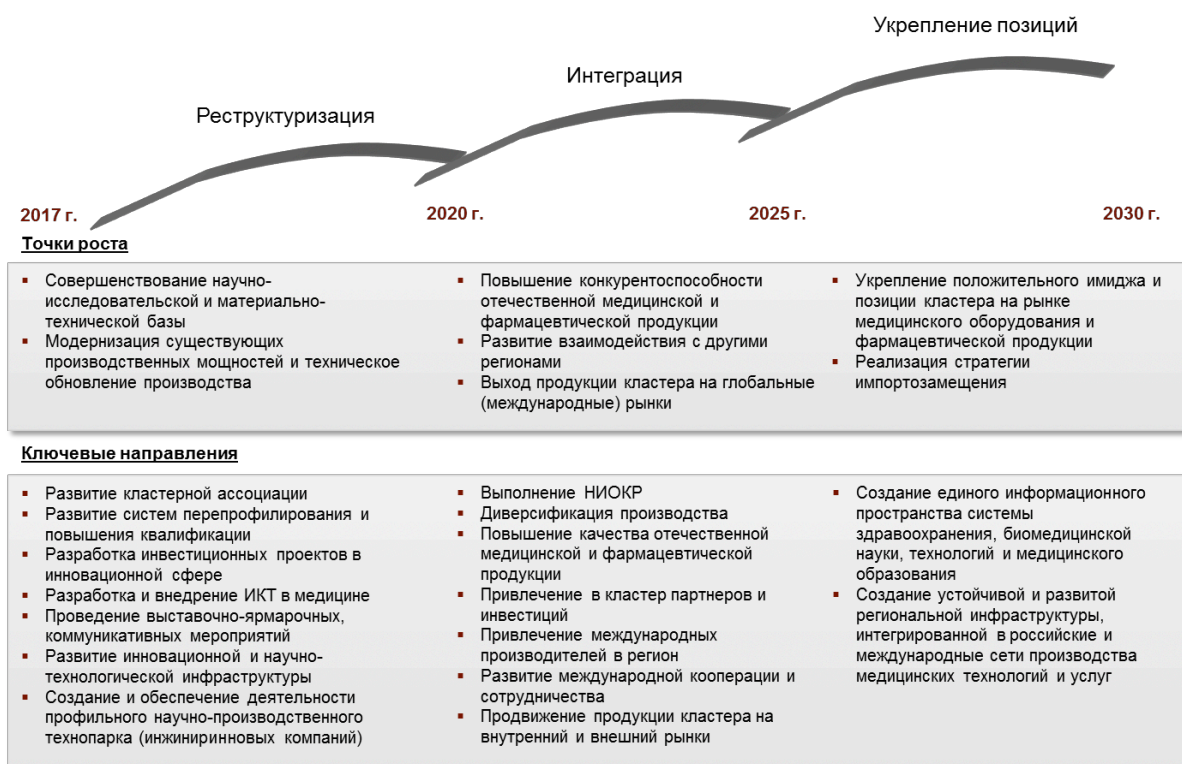 Укрепление позиций
Интеграция
Реструктуризация
2017 г.
2020 г.
2025 г.
2030 г.
Точки роста
▪ Совершенствование научно-
исследовательской и материально-
технической базы
▪ Модернизация существующих
производственных мощностей и техническое
обновление производства
▪ Повышение конкурентоспособности
отечественной медицинской и
фармацевтической продукции
▪ Развитие взаимодействия с другими
регионами
▪ Выход продукции кластера на глобальные
(международные) рынки
▪ Укрепление положительного имиджа и
позиции кластера на рынке
медицинского оборудования и
фармацевтической продукции
▪ Реализация стратегии
импортозамещения
Ключевые направления
▪ Развитие кластерной ассоциации
▪ Развитие систем перепрофилирования и
повышения квалификации
▪ Разработка инвестиционных проектов в
инновационной сфере
▪ Разработка и внедрение ИКТ в медицине
▪ Проведение выставочно-ярмарочных,
коммуникативных мероприятий
▪ Развитие инновационной и научно-
технологической инфраструктуры
▪ Создание и обеспечение деятельности
профильного научно-производственного
технопарка (инжиниринновых компаний)
▪ Выполнение НИОКР
▪ Диверсификация производства
▪ Повышение качества отечественной
медицинской и фармацевтической
продукции
▪ Привлечение в кластер партнеров и
инвестиций
▪ Привлечение международных
производителей в регион
▪ Развитие международной кооперации и
сотрудничества
▪ Продвижение продукции кластера на
внутренний и внешний рынки
▪ Создание единого информационного
пространства системы
здравоохранения, биомедицинской
науки, технологий и медицинского
образования
▪ Создание устойчивой и развитой
региональной инфраструктуры,
интегрированной в российские и
международные сети производства
медицинских технологий и услуг